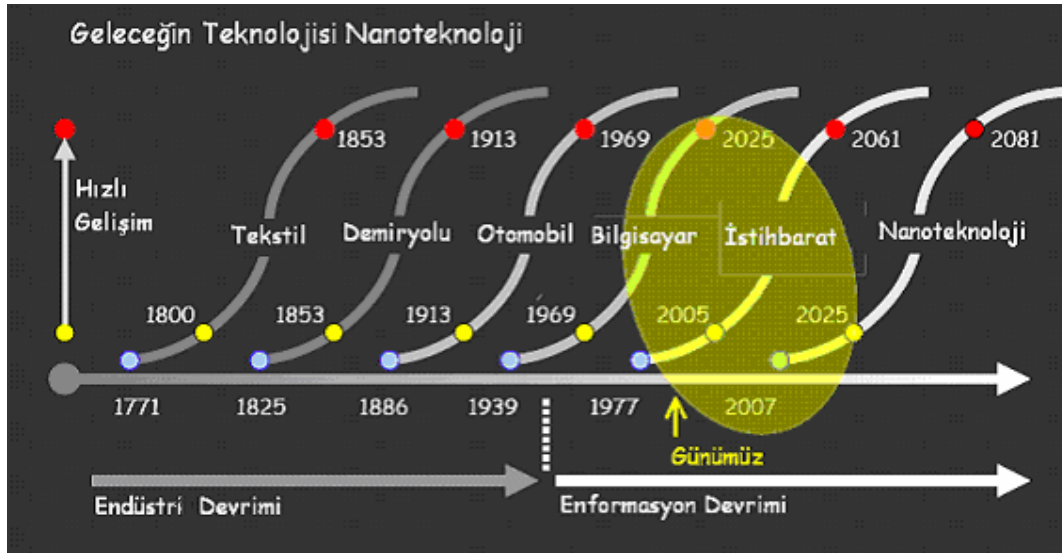 Geleceğin Teknolojisi Nanoteknoloji
1853 1913 1969 2025 2061 2081
Hızlı
Gelişim
Tekstil Demiryolu Otomobil Bilgisayar İstihbarat Nanoteknoloji
1800 1853 1913 1969 2005 2025
1771 1825 1886 1939 1977 2007
Günümüz
Endüstri Devrimi Enformasyon Devrimi